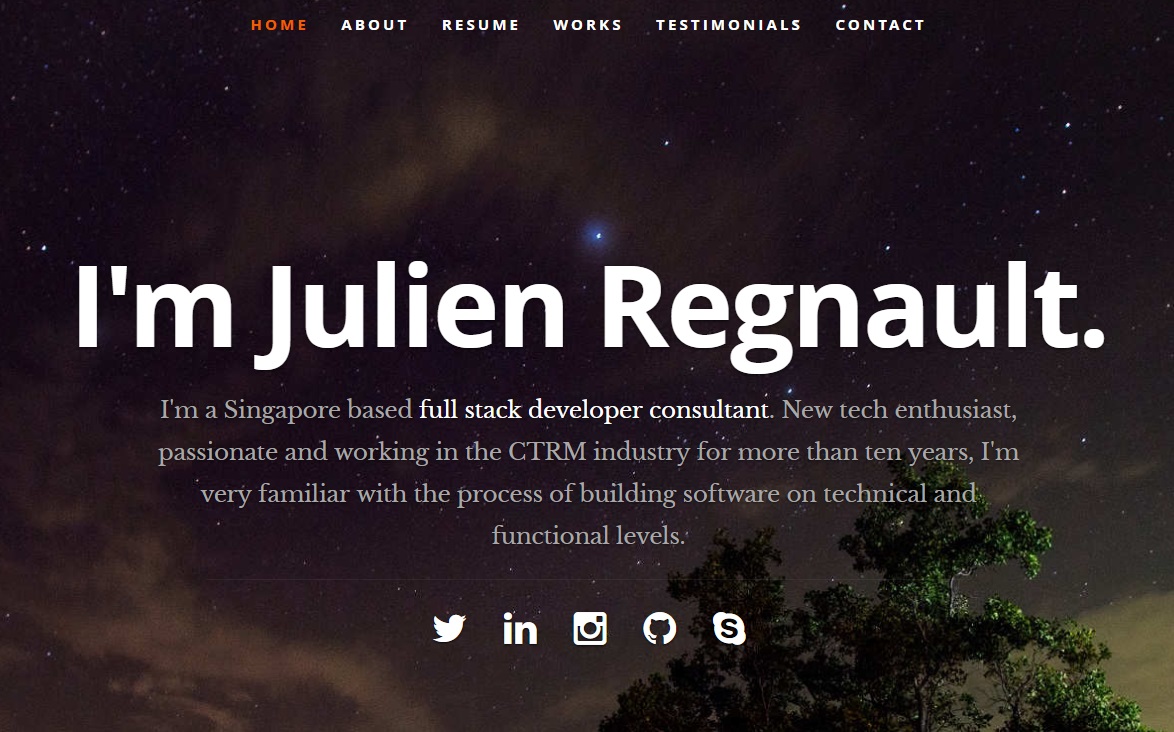 HOME ABOUT RESUME WORKS TESTIMONIALS CONTACT
I'm Julien Regnault.
I'm a Singapore based full stack developer consultant. New tech enthusiast,
passionate and working in the CTRM industry for more than ten years, I'm
very familiar with the process of building software on technical and
functional levels.
in